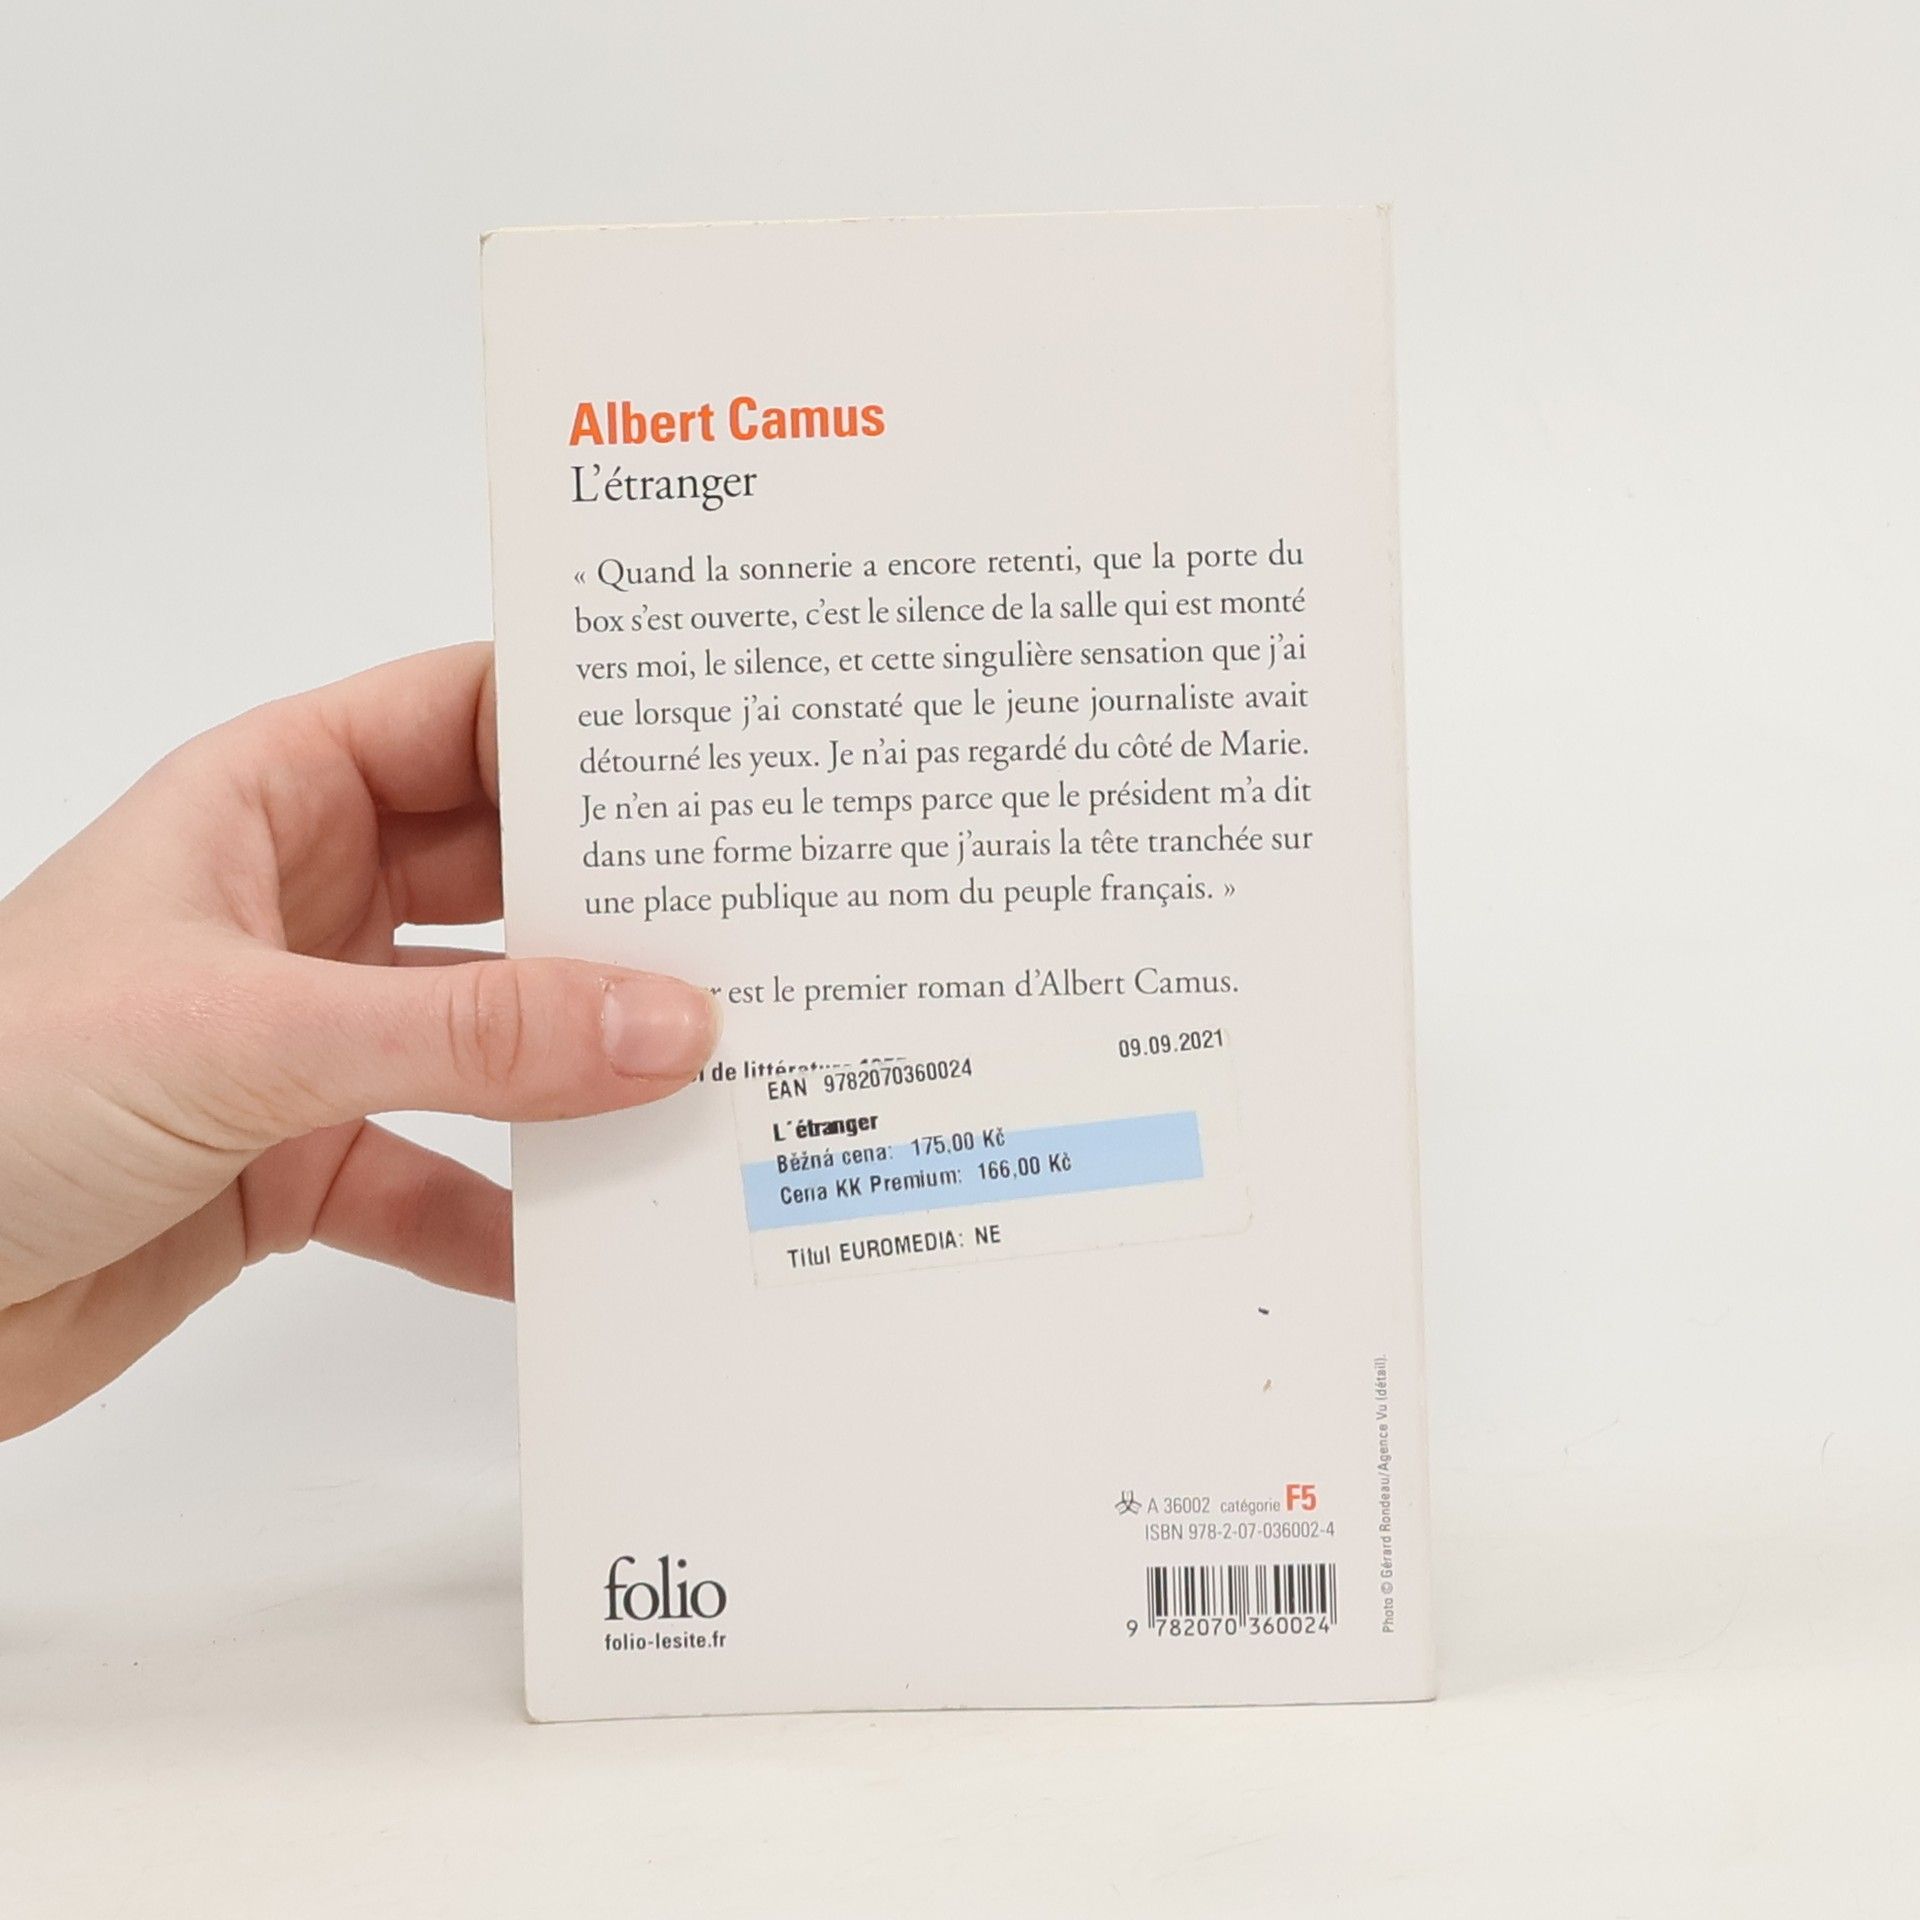 Albert Camus
L’étranger
« Quand la sonnerie a encore retenti, que la porte du
box s’est ouverte, c’est le silence de la salle qui est monté
vers moi, le silence, et cette singulière sensation que j’ai
eue lorsque j’ai constaté que le jeune journaliste avait
détourné les yeux. Je n’ai pas regardé du côté de Marie.
Je n’en ai pas eu le temps parce que le président m’a dit
dans une forme bizarre que j’aurais la tête tranchée sur
une place publique au nom du peuple français. »
est le premier roman d’Albert Camus.
de
09.09.2021
EAN 9782070360024
L´étranger
Běžná cena: 175,00 Kč
Cena KK Premium: 166,00 Kč
Titul EUROMEDIA: NE
A 36002 catégorie F5
ISBN 978-2-07-036002-4
9 782070 360024
folio
folio-lesite.fr
Photo © Gérard Rondeau/Agence Vu (détail).